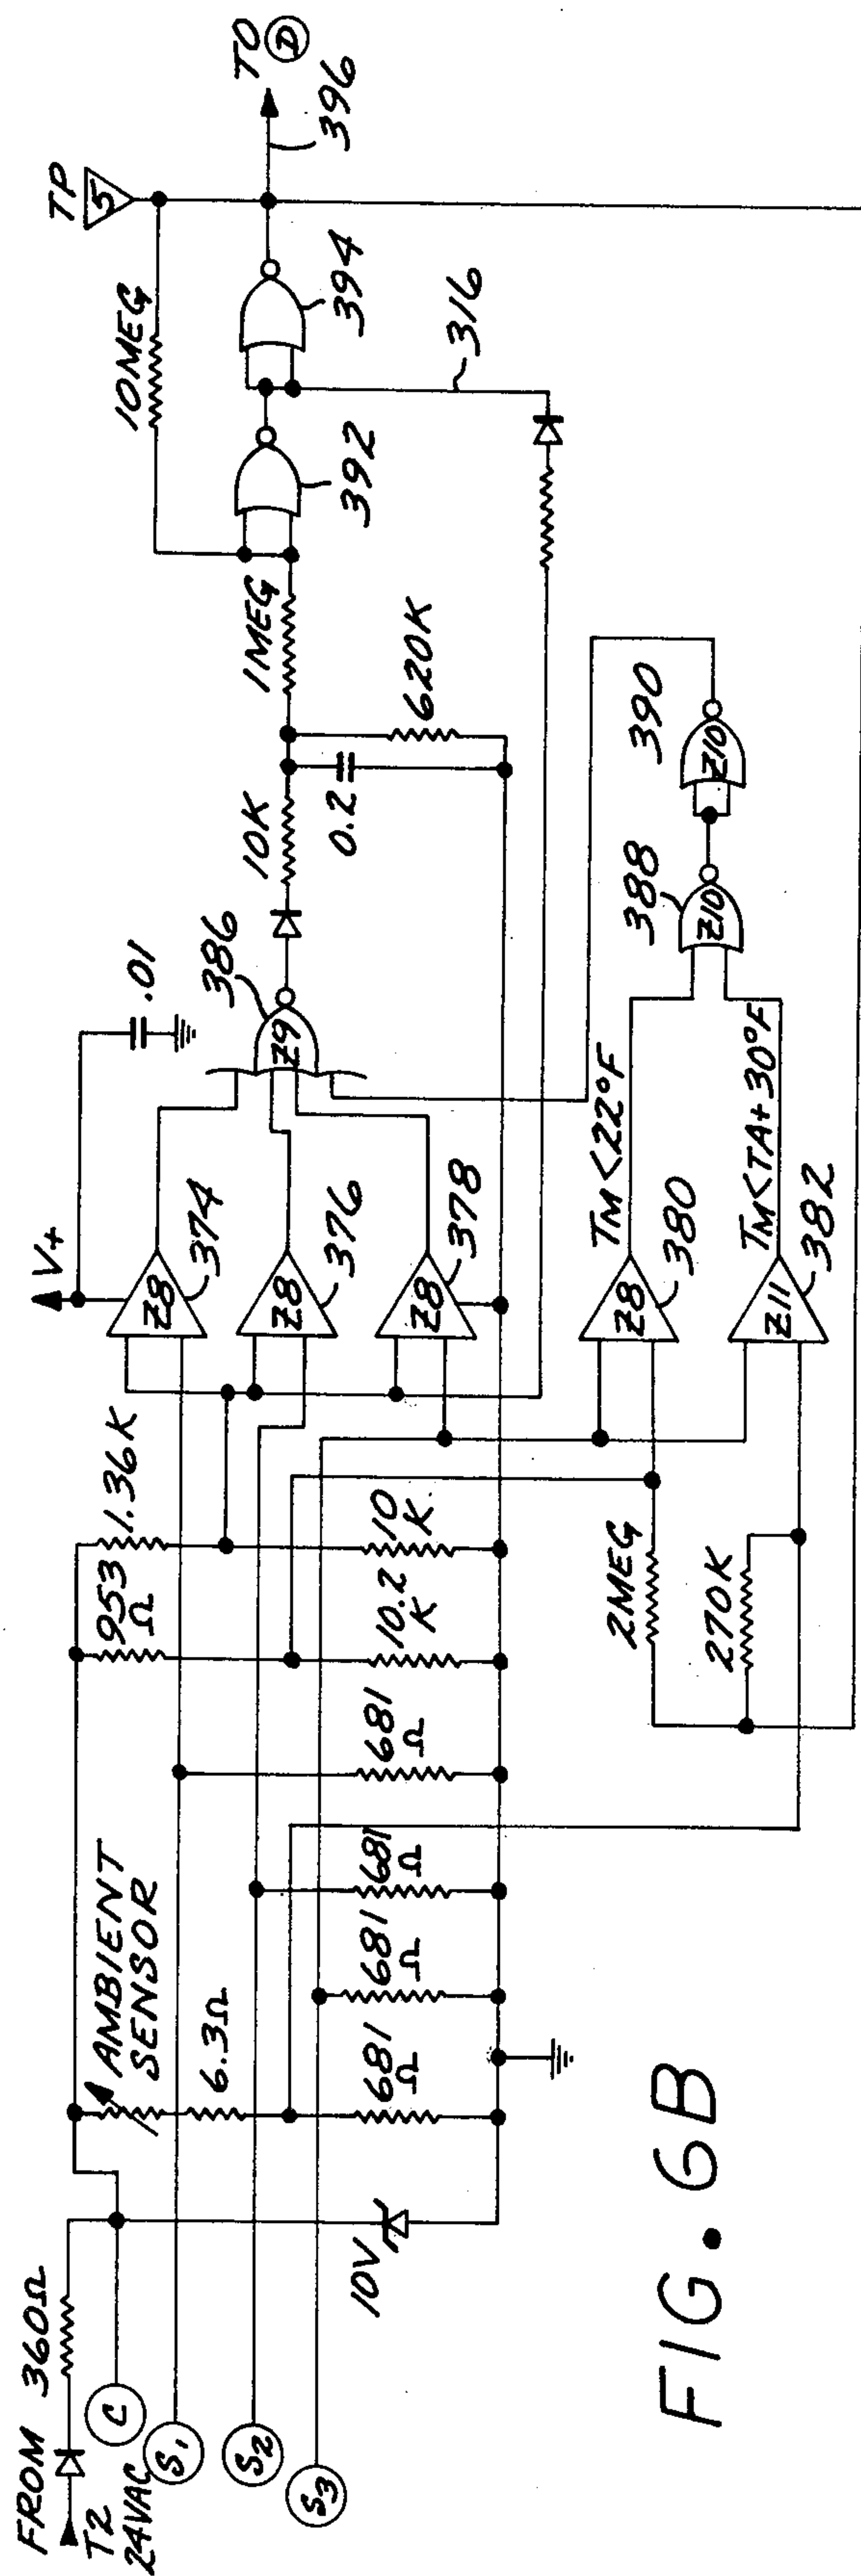 FROM
T2
24VAC
360Ω
C
S1
S2
S3
10V
AMBIENT
SENSOR
6.3Ω
681
Ω
681
Ω
681
Ω
681
Ω
953
Ω
1.36K
10.2
K
10
K.
V+
.01
Z8
374
Z8
376
Z8
378
Z8
380
Z11
382
TM<22°F
TM<TA+30°F
2MEG
270K
Z9
386
Z10
388
Z10
390
10K
0.2
620K
1MEG
10MEG
392
394
316
TP
5
TO D
396
FIG. 6B